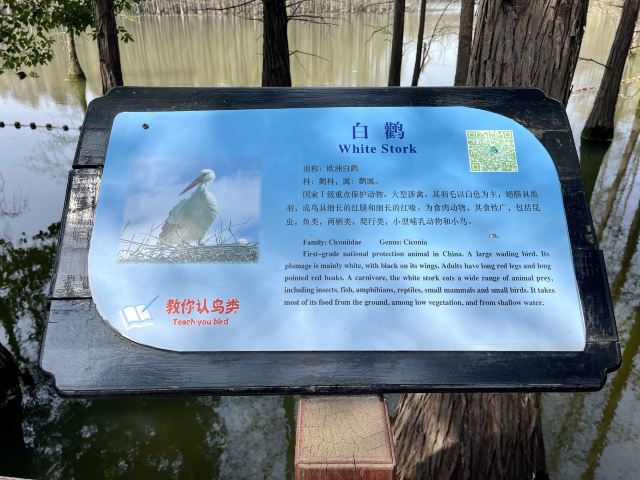 白鹳
White Stork
别称：欧洲白鹳
科：鹳科，属：鹳属。
国家I级重点保护动物。大型涉禽。其羽毛以白色为主，翅膀具黑
羽，成鸟具细长的红腿和细长的红喙。为食肉动物，其食性广，包括昆
虫，鱼类，两栖类，爬行类，小型哺乳动物和小鸟。
Family: Ciconiidae Genus: Ciconia
First-grade national protection animal in China. A large wading bird. Its
plumage is mainly white, with black on its wings. Adults have long red legs and long
pointed red beaks. A carnivore, the white stork eats a wide range of animal prey,
including insects, fish, amphibians, reptiles, small mammals and small birds. It takes
most of its food from the ground, among low vegetation, and from shallow water.
教你认鸟类
Teach you bird